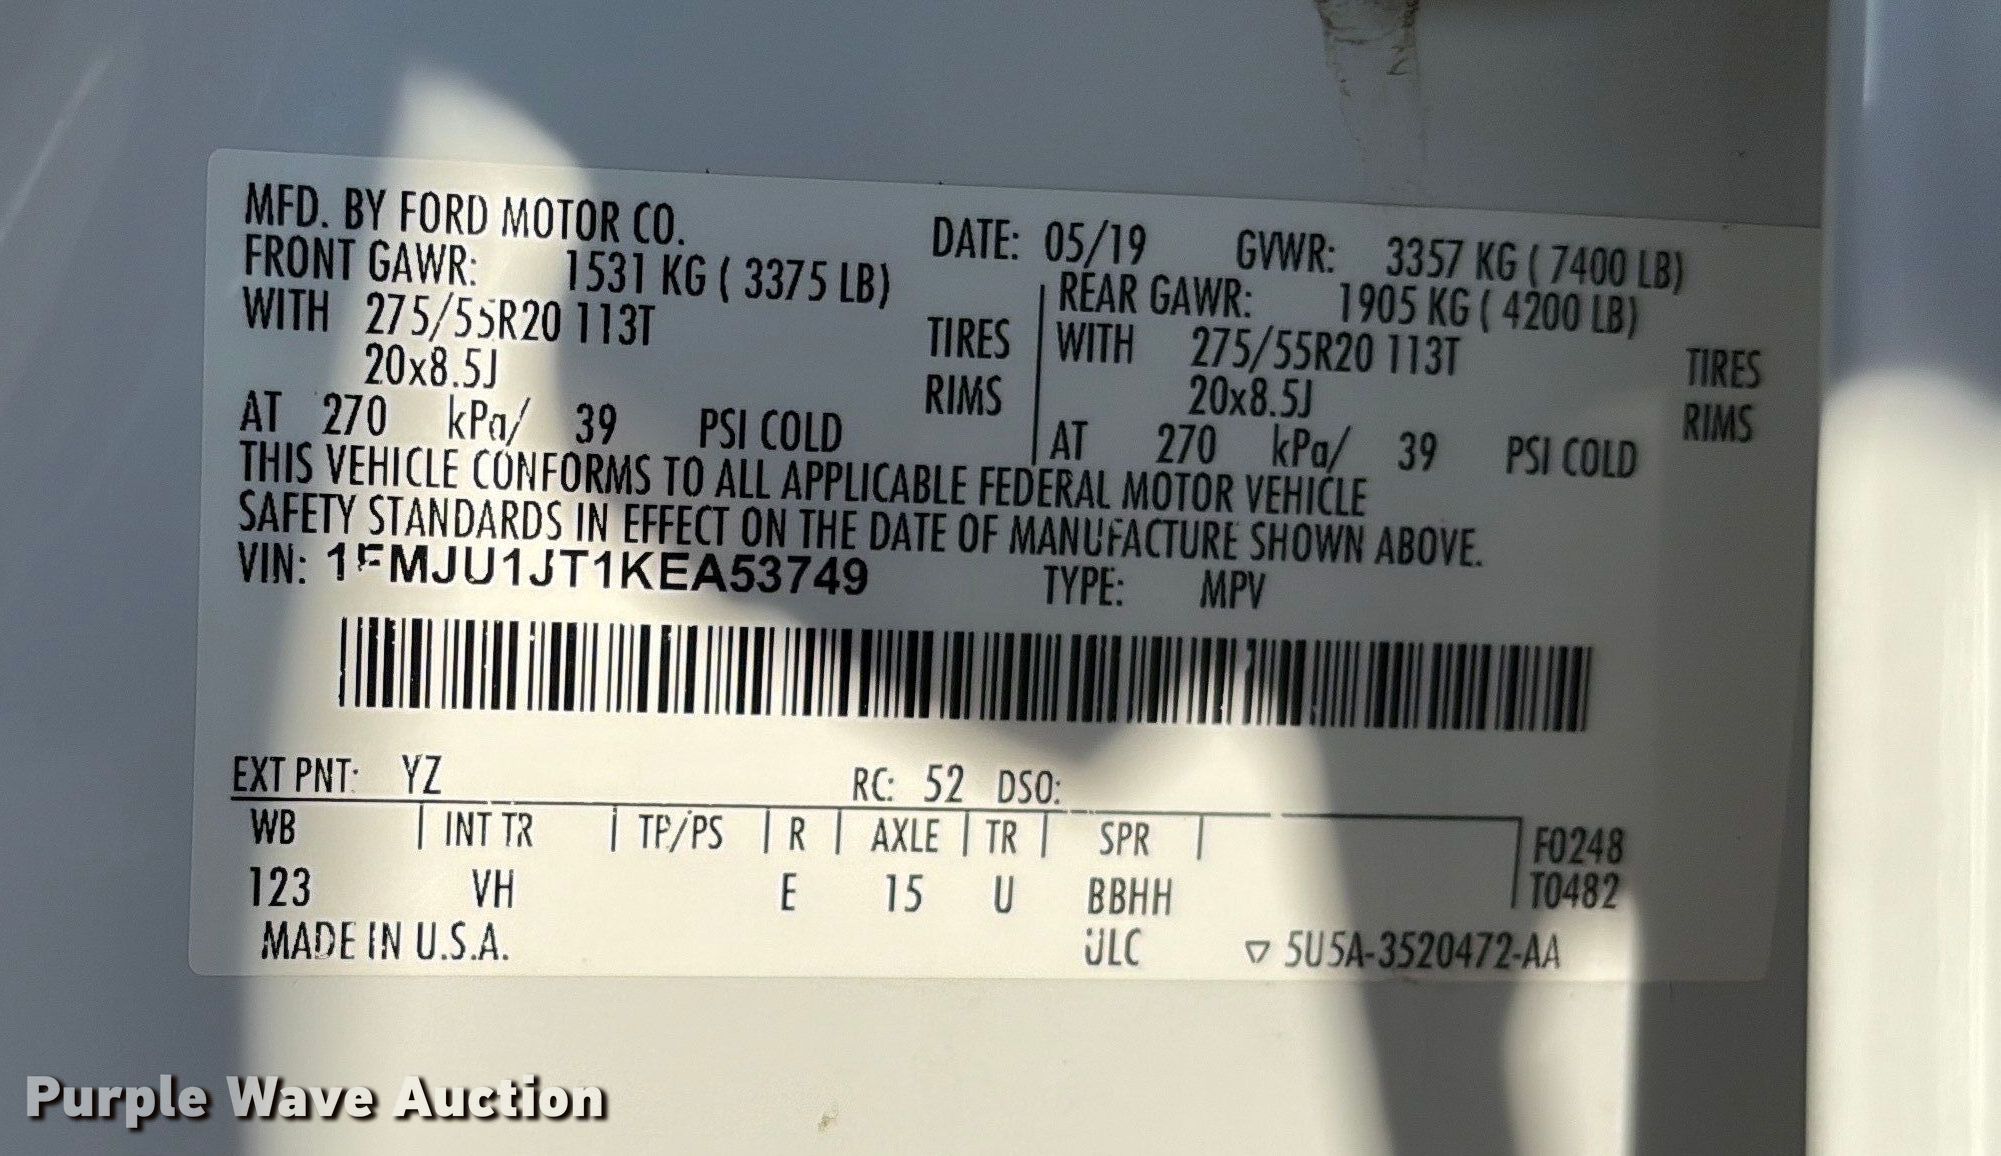 MFD. BY FORD MOTOR CO. DATE: 05/19 GVWR: 3357 KG ( 7400 LB)
FRONT GAWR: 1531 KG ( 3375 LB) REAR GAWR: 1905 KG ( 4200 LB)
WITH 275/55R20 113T TIRES WITH 275/55R20 113T TIRES
20x8.5J RIMS 20x8.5J RIMS
AT 270 kPa/ 39 PSI COLD AT 270 kPa/ 39 PSI COLD
THIS VEHICLE CONFORMS TO ALL APPLICABLE FEDERAL MOTOR VEHICLE
SAFETY STANDARDS IN EFFECT ON THE DATE OF MANUFACTURE SHOWN ABOVE.
VIN: 1FMJU1JT1KEA53749 TYPE: MPV
EXT PNT: YZ RC: 52 DSO:
WB INT TR TP/PS R AXLE TR SPR F0248
123 VH E 15 U BBHH T0482
MADE IN U.S.A. ULC ▽ 5U5A-3520472-AA
Purple Wave Auction